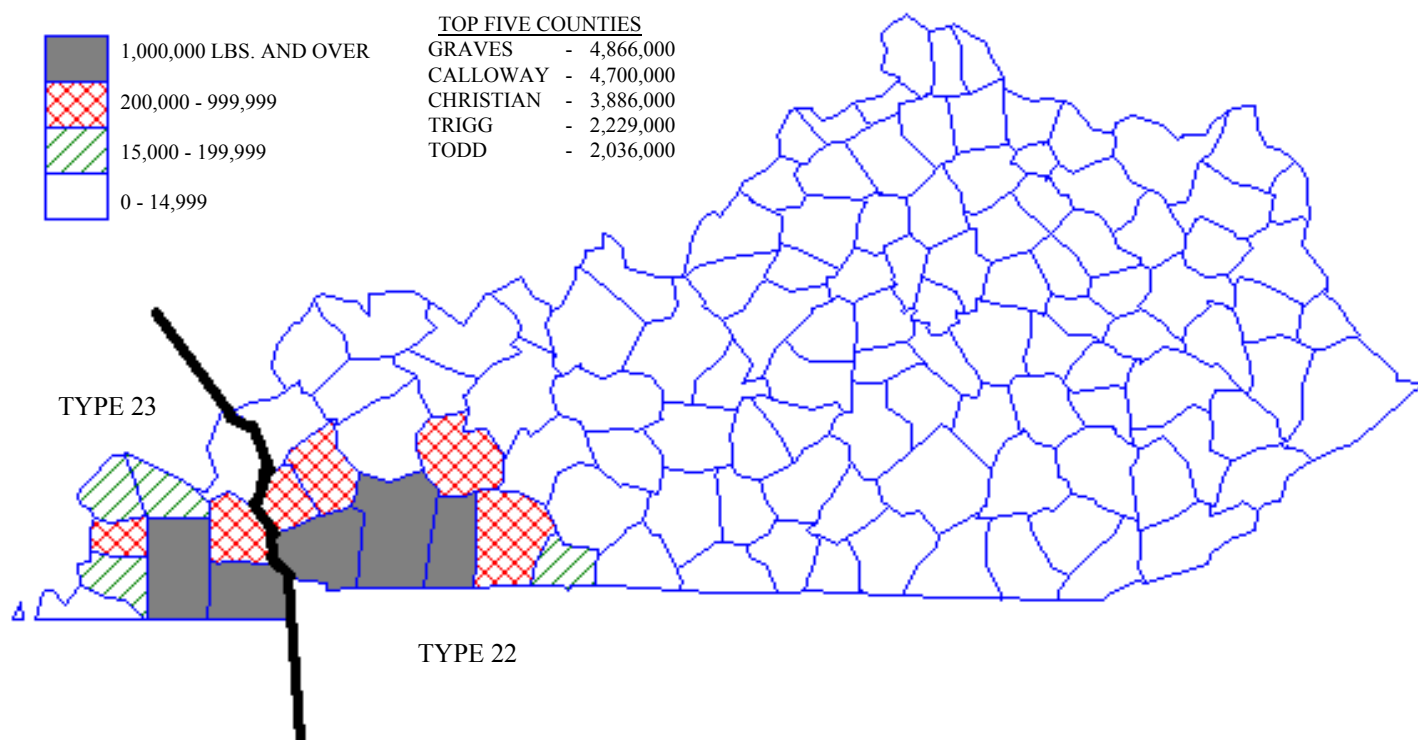 1,000,000 LBS. AND OVER
200,000 - 999,999
15,000 - 199,999
0 - 14,999
TOP FIVE COUNTIES
GRAVES - 4,866,000
CALLOWAY - 4,700,000
CHRISTIAN - 3,886,000
TRIGG - 2,229,000
TODD - 2,036,000
TYPE 23
TYPE 22